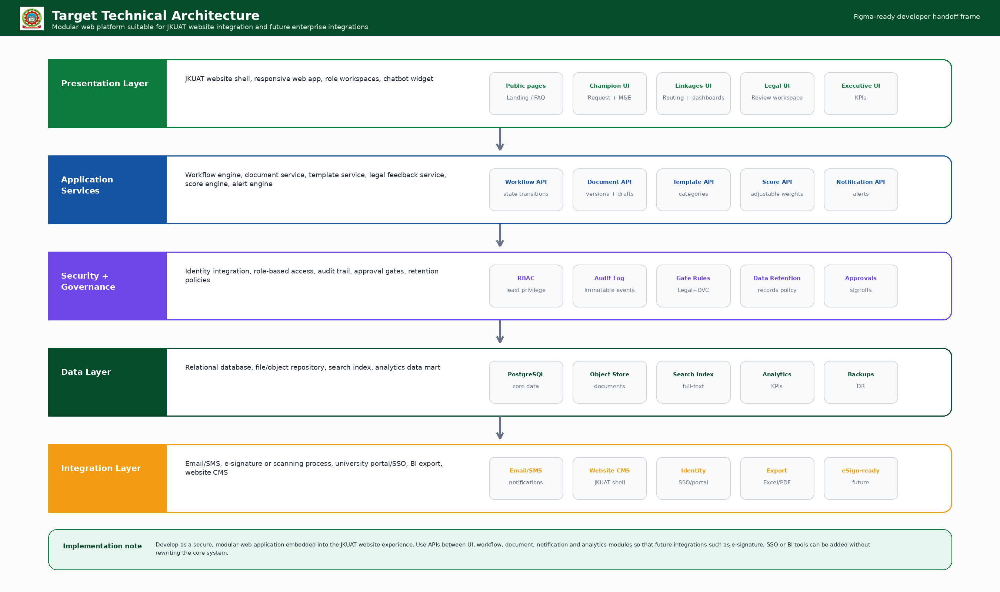 Target Technical Architecture
Modular web platform suitable for JKUAT website integration and future enterprise integrations
Figma-ready developer handoff frame
Presentation Layer
JKUAT website shell, responsive web app, role workspaces, chatbot widget
Public pages
Landing / FAQ
Champion UI
Request + M&E
Linkages UI
Routing + dashboards
Legal UI
Review workspace
Executive UI
KPIs
Application
Services
Workflow engine, document service, template service, legal feedback service,
score engine, alert engine
Workflow API
state transitions
Document API
versions + drafts
Template API
categories
Score API
adjustable weights
Notification API
alerts
Security +
Governance
Identity integration, role-based access, audit trail, approval gates, retention
policies
RBAC
least privilege
Audit Log
immutable events
Gate Rules
Legal+DVC
Data Retention
records policy
Approvals
signoffs
Data Layer
Relational database, file/object repository, search index, analytics data mart
PostgreSQL
core data
Object Store
documents
Search Index
full-text
Analytics
KPIs
Backups
DR
Integration Layer
Email/SMS, e-signature or scanning process, university portal/SSO, BI export,
website CMS
Email/SMS
notifications
Website CMS
JKUAT shell
Identity
SSO/portal
Export
Excel/PDF
eSign-ready
future
Implementation note
Develop as a secure, modular web application embedded into the JKUAT website experience. Use APIs between UI, workflow, document, notification and analytics modules so that future integrations such as e-signature, SSO or BI tools can be added without
rewriting the core system.